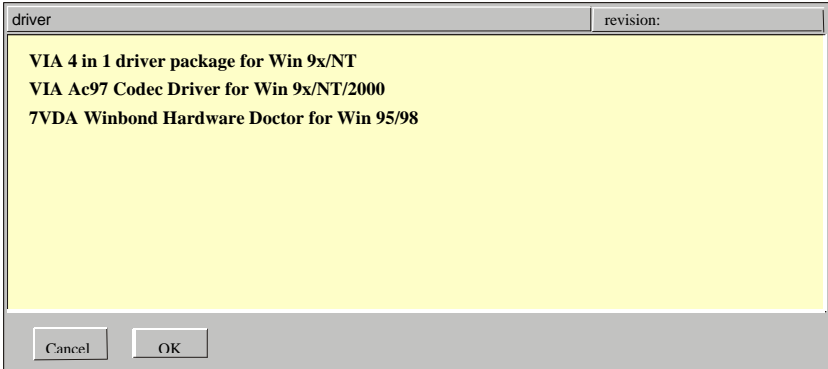 driver revision:
VIA 4 in 1 driver package for Win 9x/NT
VIA Ac97 Codec Driver for Win 9x/NT/2000
7VDA Winbond Hardware Doctor for Win 95/98
Cancel OK